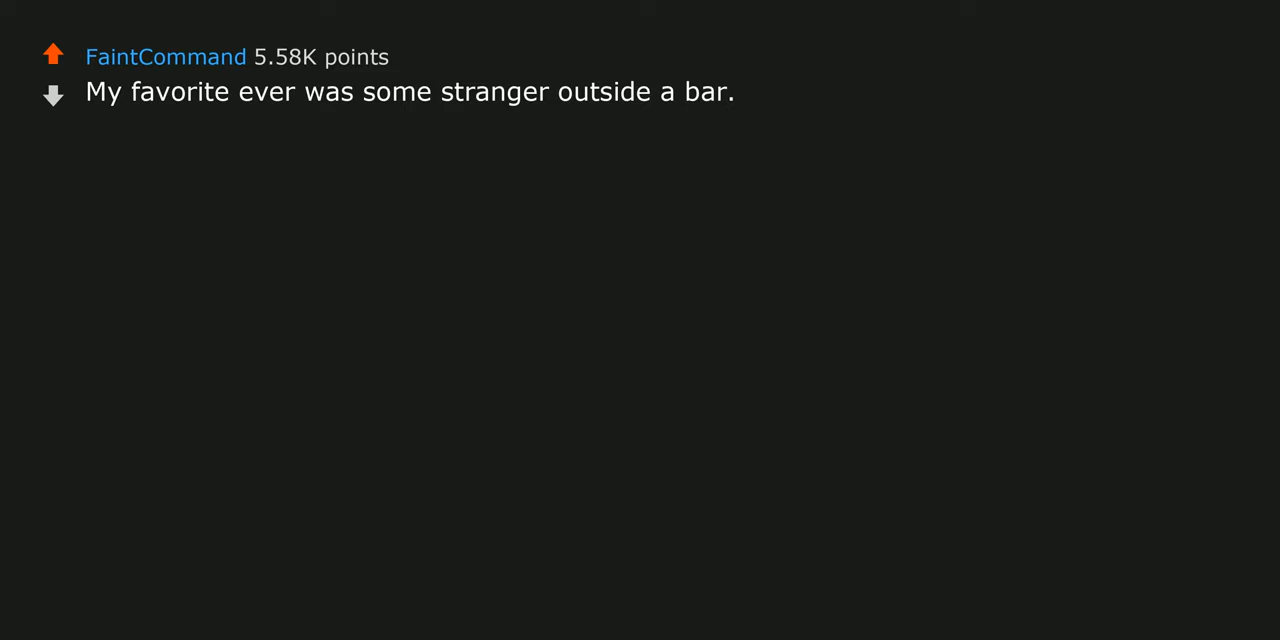 FaintCommand 5.58K points
My favorite ever was some stranger outside a bar.